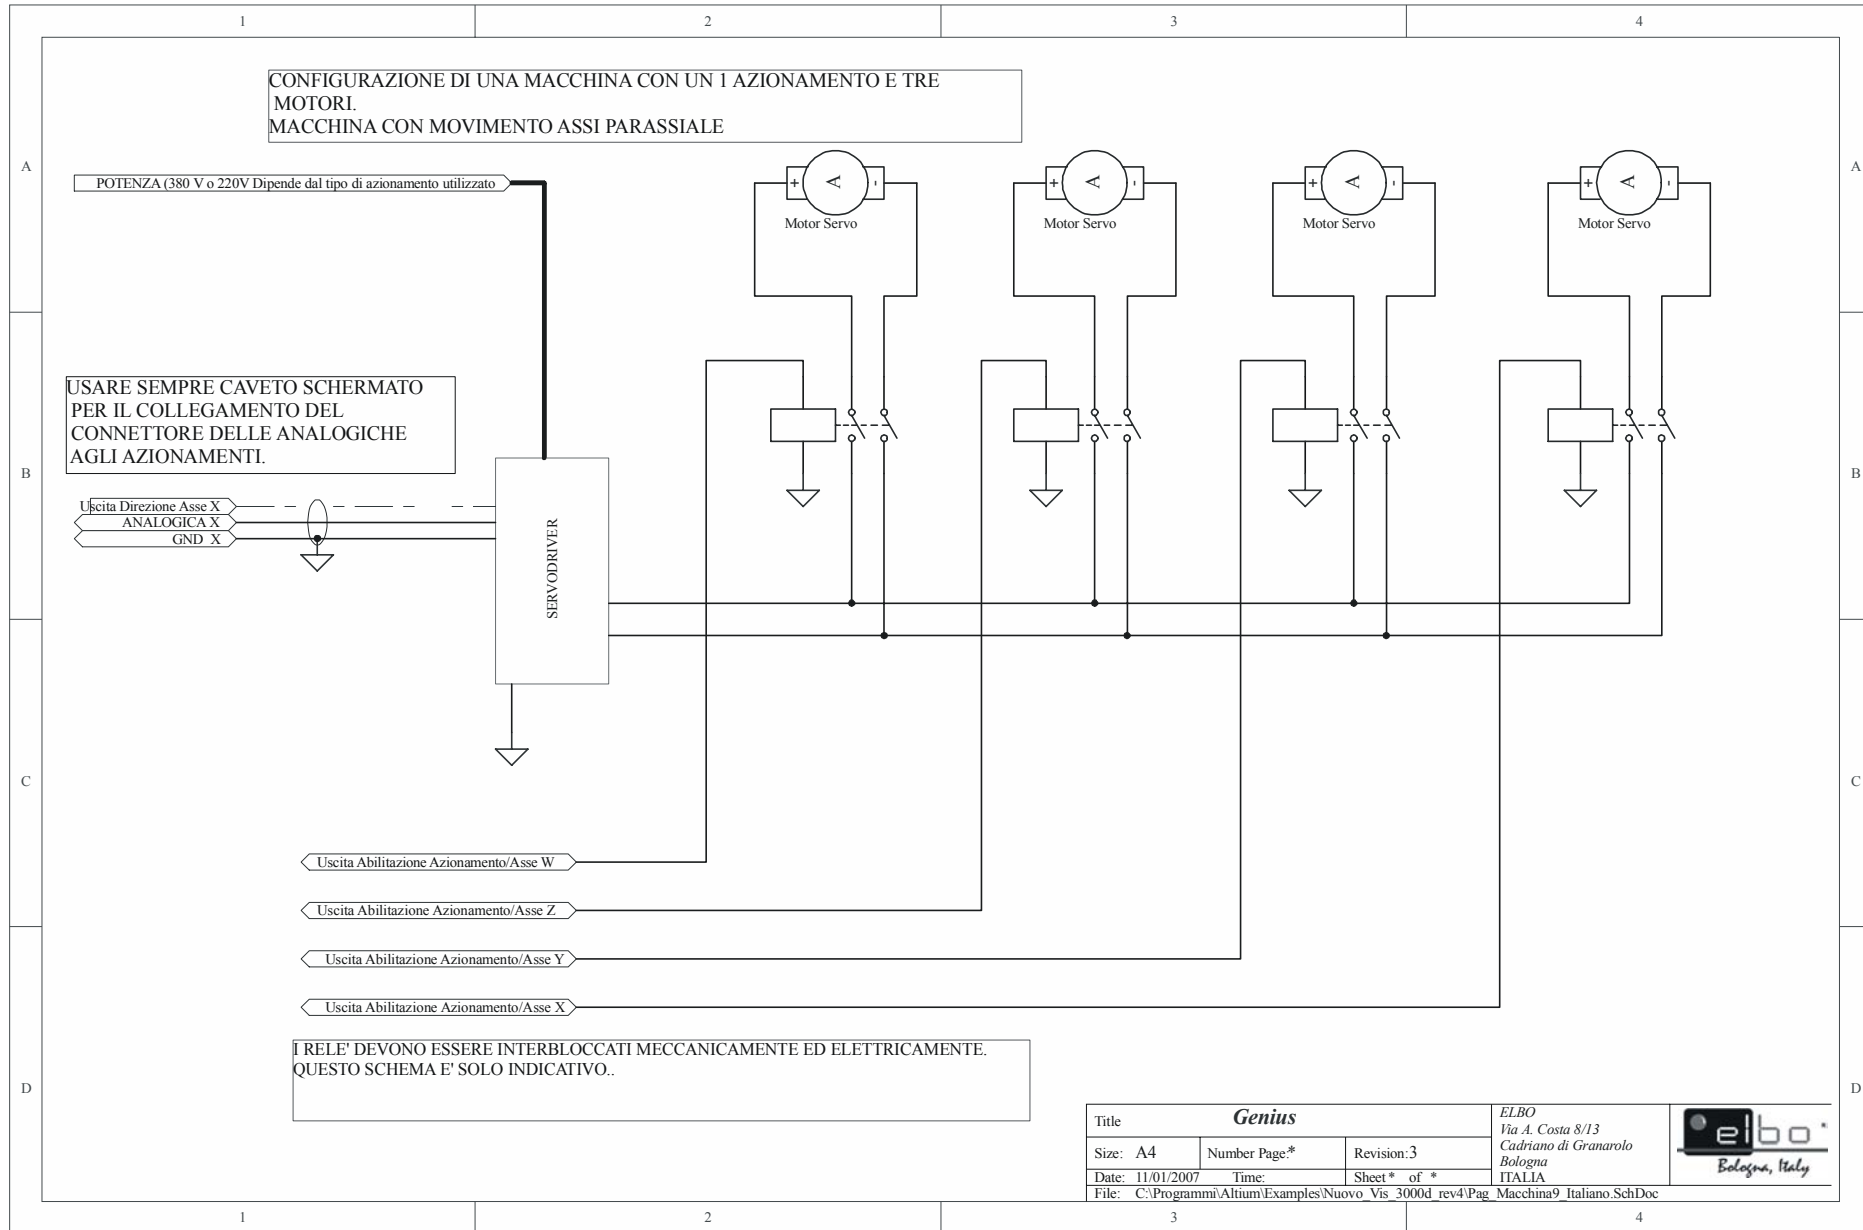 1 2 3 4
CONFIGURAZIONE DI UNA MACCHINA CON UN 1 AZIONAMENTO E TRE
MOTORI.
MACCHINA CON MOVIMENTO ASSI PARASSIALE
A A
POTENZA (380 V o 220V Dipende dal tipo di azionamento utilizzato
+ A - + A - + A - + A -
Motor Servo Motor Servo Motor Servo Motor Servo
USARE SEMPRE CAVETO SCHERMATO
PER IL COLLEGAMENTO DEL
CONNETTORE DELLE ANALOGICHE
AGLI AZIONAMENTI.
B B
Uscita Direzione Asse X
ANALOGICA X
GND X
SERVODRIVER
C C
Uscita Abilitazione Azionamento/Asse W
Uscita Abilitazione Azionamento/Asse Z
Uscita Abilitazione Azionamento/Asse Y
Uscita Abilitazione Azionamento/Asse X
I RELE' DEVONO ESSERE INTERBLOCCATI MECCANICAMENTE ED ELETTRICAMENTE.
QUESTO SCHEMA E' SOLO INDICATIVO..
D D
Title Genius
Size: A4 Number Page:* Revision:3
Date: 11/01/2007 Time: Sheet * of *
File: C:\Programmi\Altium\Examples\Nuovo_Vis_3000d_rev4\Pag_Macchina9_Italiano.SchDoc
ELBO
Via A. Costa 8/13
Cadriano di Granarolo
Bologna
ITALIA
elbo
Bologna, Italy
1 2 3 4